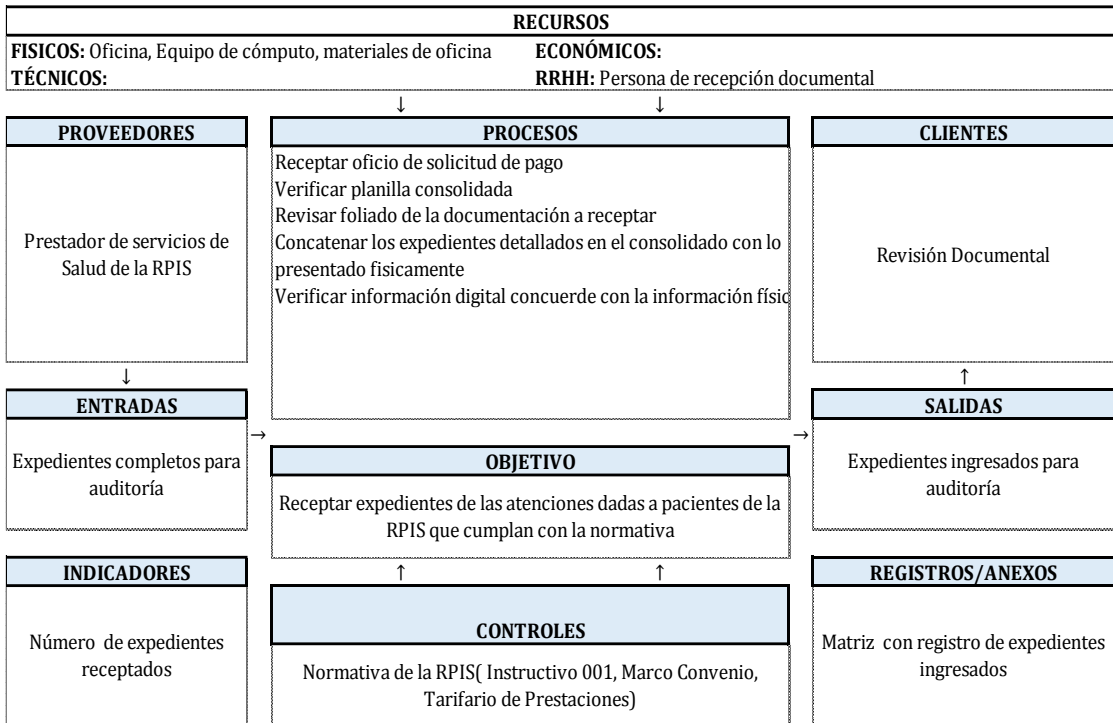 RECURSOS
FISICOS: Oficina, Equipo de cómputo, materiales de oficina
ECONÓMICOS:
TÉCNICOS:
RRHH: Persona de recepción documental
↓ ↓
PROVEEDORES
Prestador de servicios de
Salud de la RPIS
↓
ENTRADAS
Expedientes completos para
auditoría
→
INDICADORES
Número de expedientes
receptados
PROCESOS
Receptar oficio de solicitud de pago
Verificar planilla consolidada
Revisar foliado de la documentación a receptar
Concatenar los expedientes detallados en el consolidado con lo
presentado fisicamente
Verificar información digital concuerde con la información físic
OBJETIVO
Receptar expedientes de las atenciones dadas a pacientes de la
RPIS que cumplan con la normativa
↑ ↑
CONTROLES
Normativa de la RPIS( Instructivo 001, Marco Convenio,
Tarifario de Prestaciones)
CLIENTES
Revisión Documental
↑
SALIDAS
→
Expedientes ingresados para
auditoría
REGISTROS/ANEXOS
Matriz con registro de expedientes
ingresados